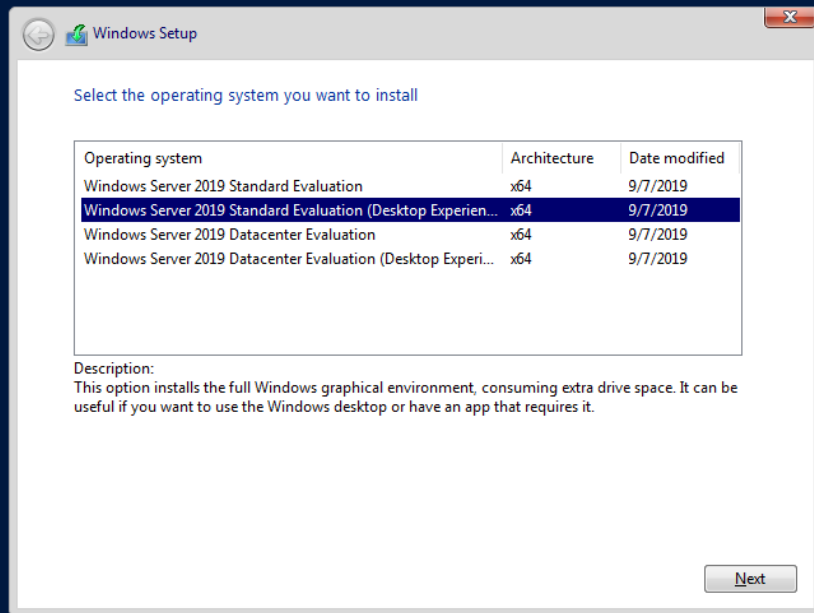 Windows Setup
Select the operating system you want to install
Operating system Architecture Date modified
Windows Server 2019 Standard Evaluation x64 9/7/2019
Windows Server 2019 Standard Evaluation (Desktop Experien... x64 9/7/2019
Windows Server 2019 Datacenter Evaluation x64 9/7/2019
Windows Server 2019 Datacenter Evaluation (Desktop Experi... x64 9/7/2019
Description:
This option installs the full Windows graphical environment, consuming extra drive space. It can be
useful if you want to use the Windows desktop or have an app that requires it.
Next